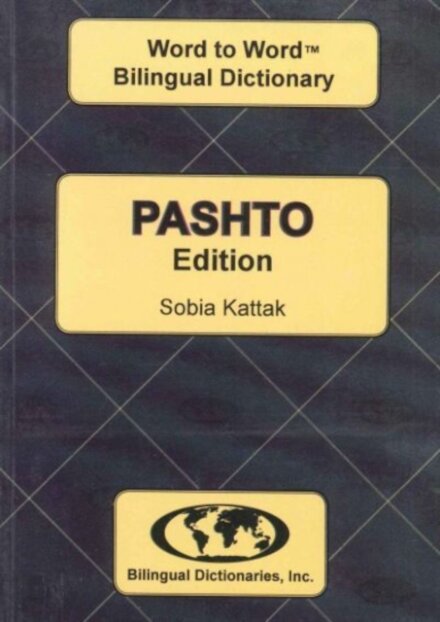 Word to Word™
Bilingual Dictionary
PASHTO
Edition
Sobia Kattak
Bilingual Dictionaries, Inc.